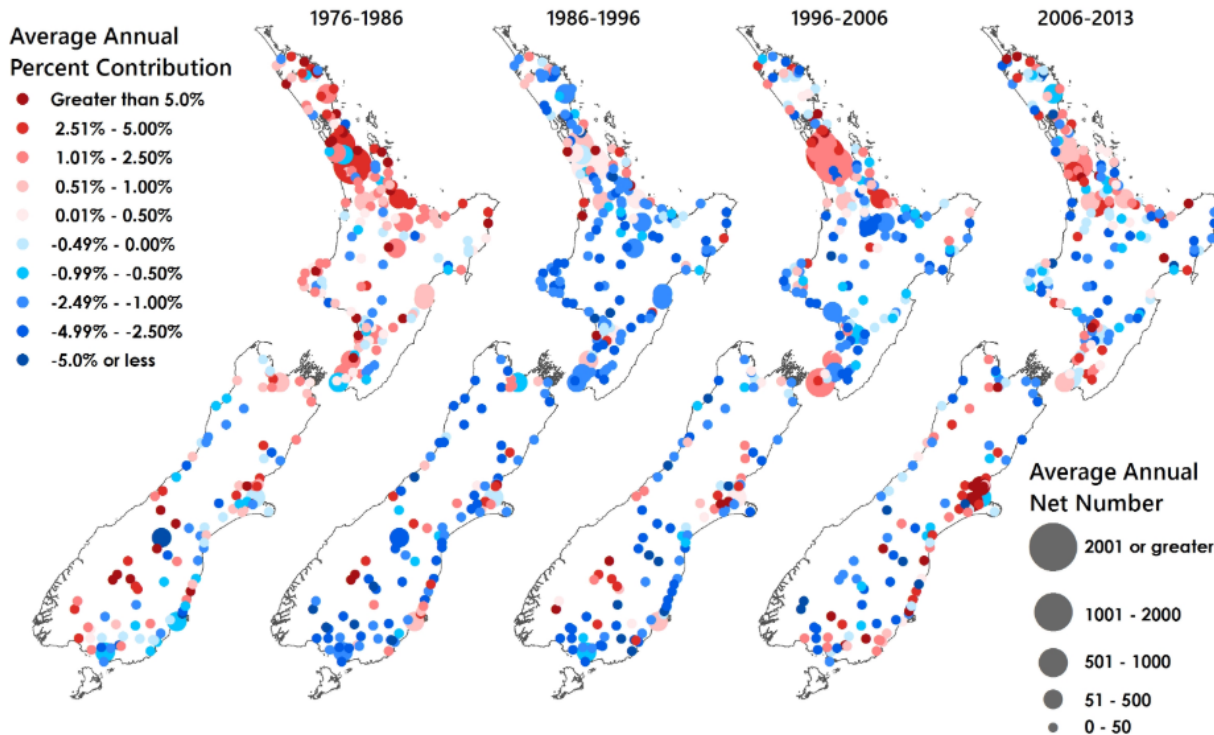 1976-1986
1986-1996
1996-2006
2006-2013
Average Annual
Percent Contribution
Greater than 5.0%
2.51% - 5.00%
1.01% - 2.50%
0.51% - 1.00%
0.01% - 0.50%
-0.49% - 0.00%
-0.99% - -0.50%
-2.49% - -1.00%
-4.99% - -2.50%
-5.0% or less
Average Annual
Net Number
2001 or greater
1001 - 2000
501 - 1000
51 - 500
0 - 50